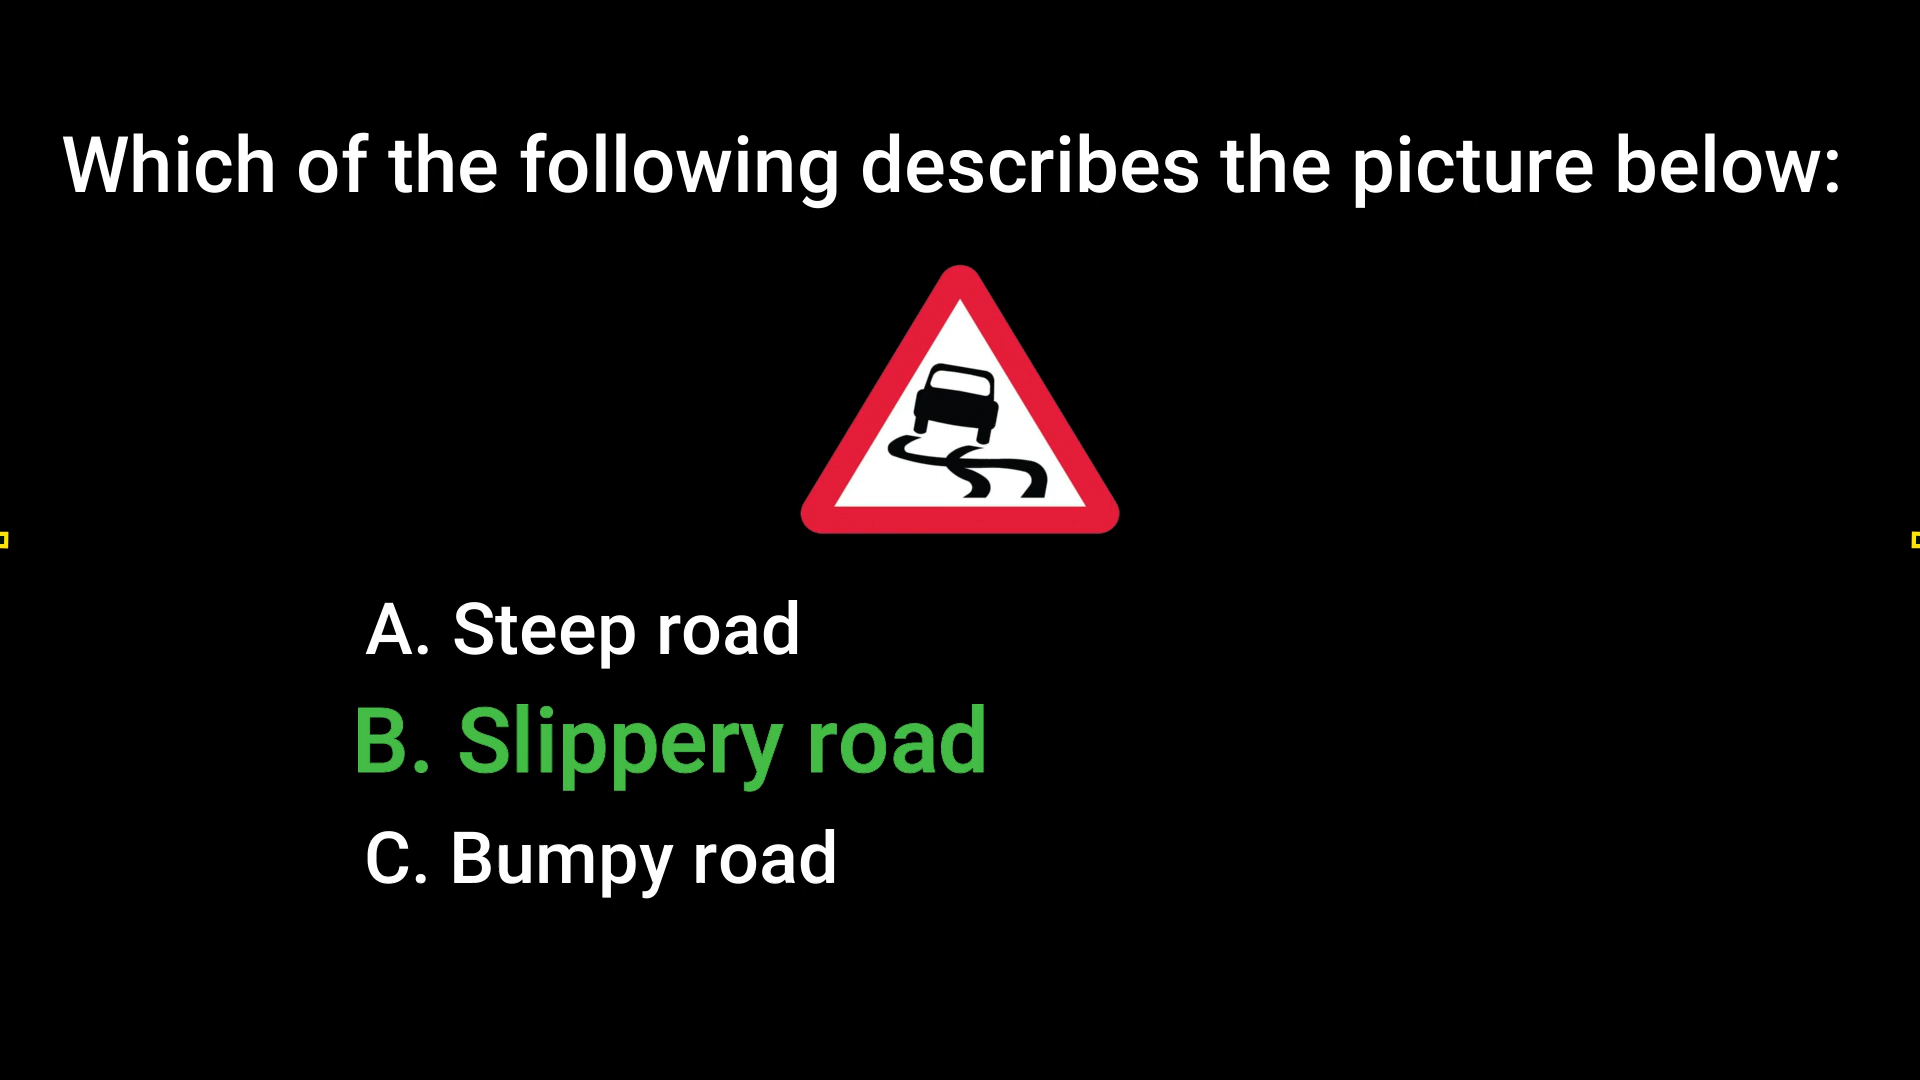 Which of the following describes the picture below:
A. Steep road
B. Slippery road
C. Bumpy road